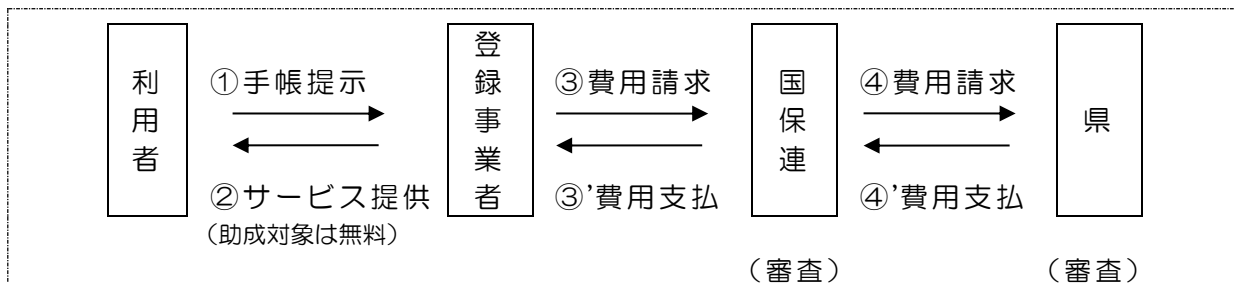 利用者
①手帳提示
②サービス提供
（助成対象は無料）
登録事業者
③費用請求
③’費用支払
国保連
（審査）
④費用請求
④’費用支払
県
（審査）